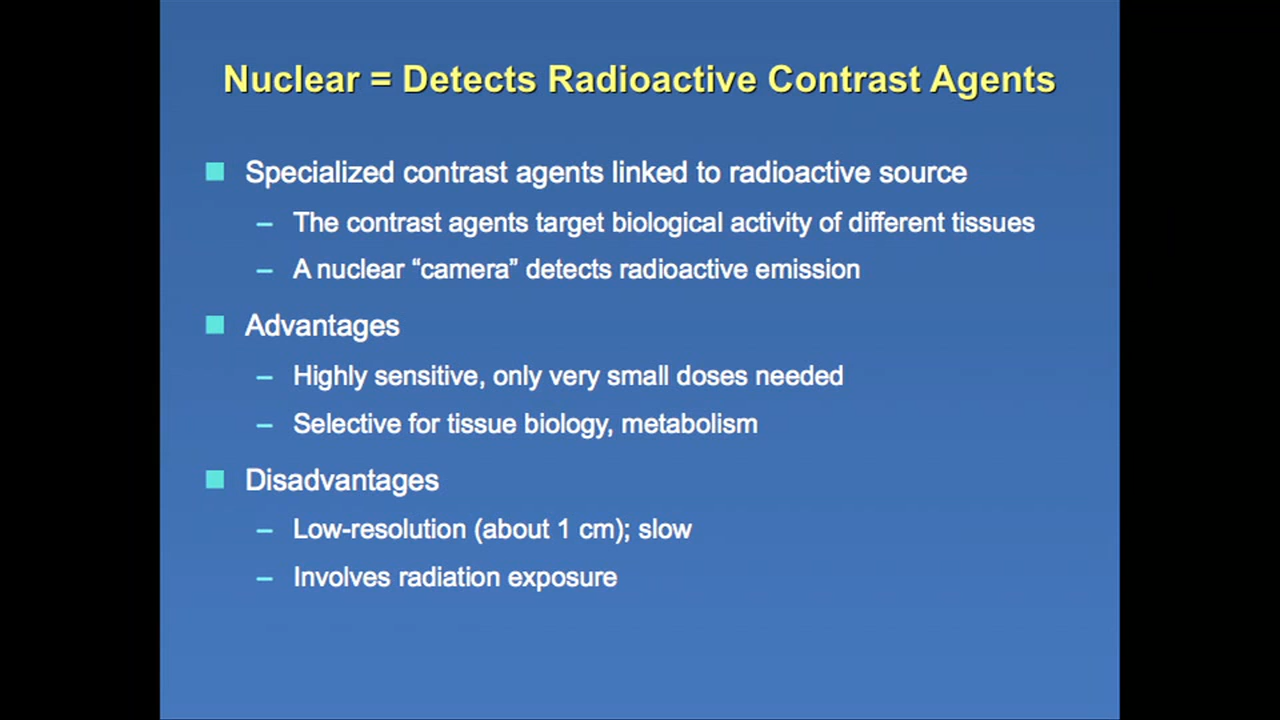 Nuclear = Detects Radioactive Contrast Agents
Specialized contrast agents linked to radioactive source
– The contrast agents target biological activity of different tissues
– A nuclear “camera” detects radioactive emission
Advantages
– Highly sensitive, only very small doses needed
– Selective for tissue biology, metabolism
Disadvantages
– Low-resolution (about 1 cm); slow
– Involves radiation exposure